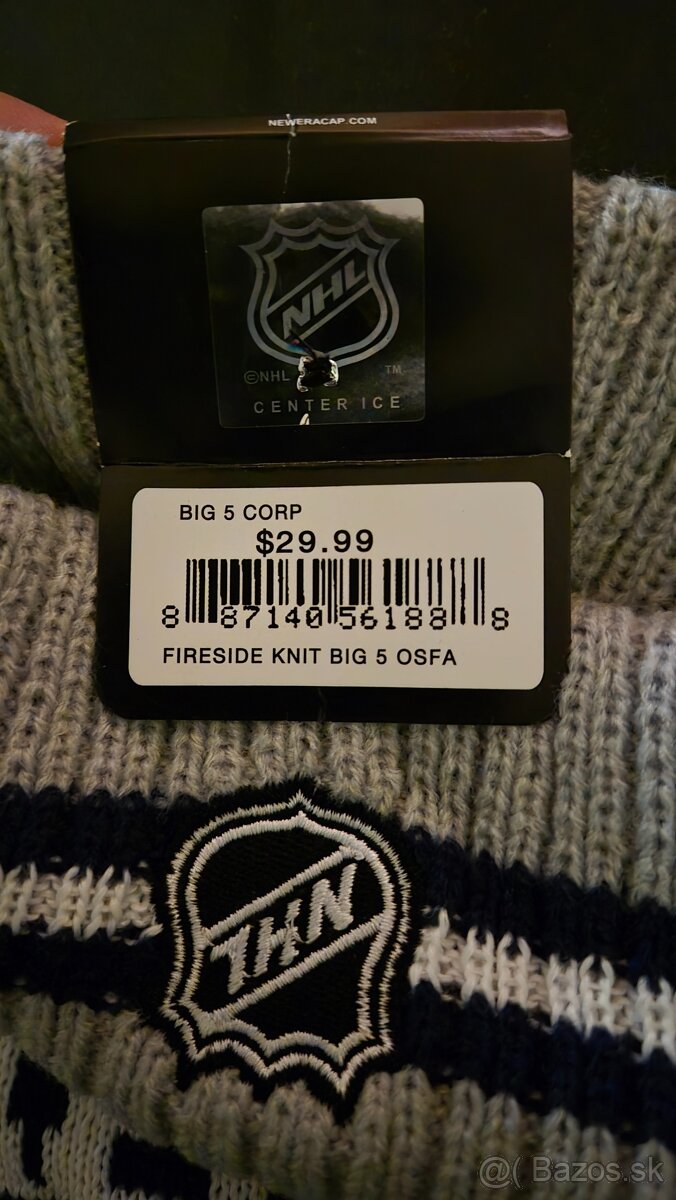 NEWERACAP.COM
NHL
©NHL TM
CENTER ICE
BIG 5 CORP
$29.99
8 87140 56188 8
FIRESIDE KNIT BIG 5 OSFA
NHL
@( Bazos.sk